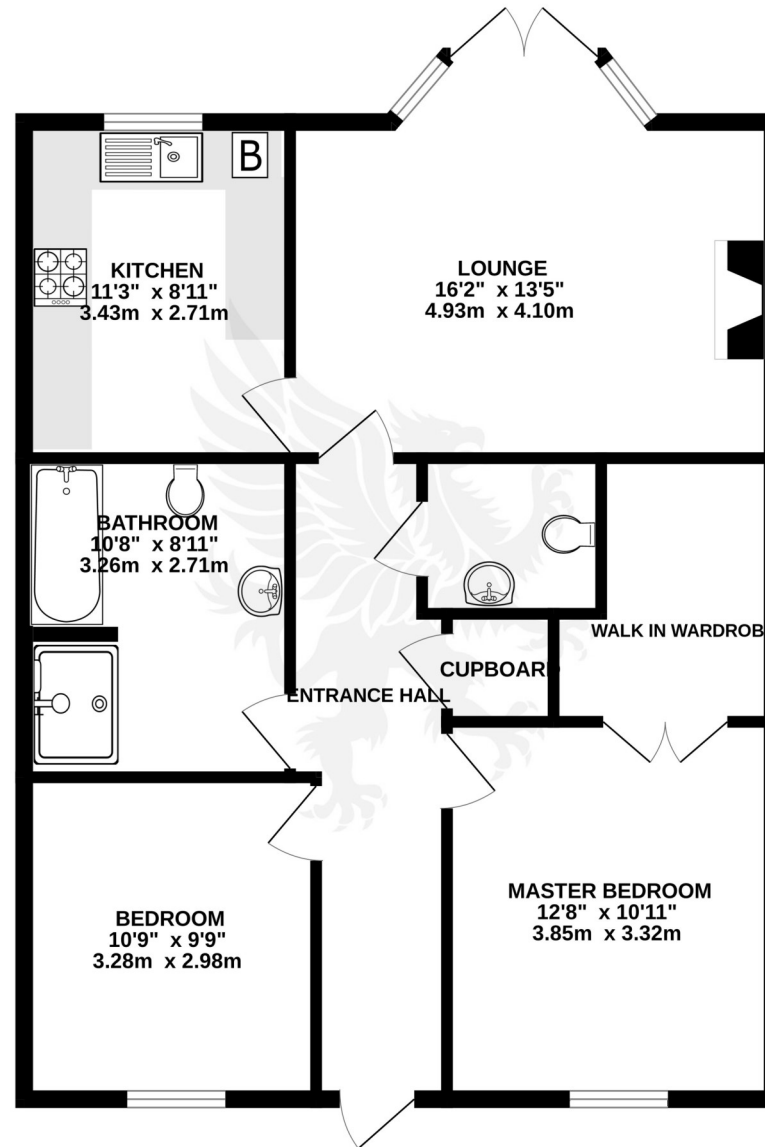 B
KITCHEN
11'3" x 8'11"
3.43m x 2.71m
LOUNGE
16'2" x 13'5"
4.93m x 4.10m
BATHROOM
10'8" x 8'11"
3.26m x 2.71m
WALK IN WARDROB
CUPBOARD
ENTRANCE HALL
MASTER BEDROOM
12'8" x 10'11"
3.85m x 3.32m
BEDROOM
10'9" x 9'9"
3.28m x 2.98m